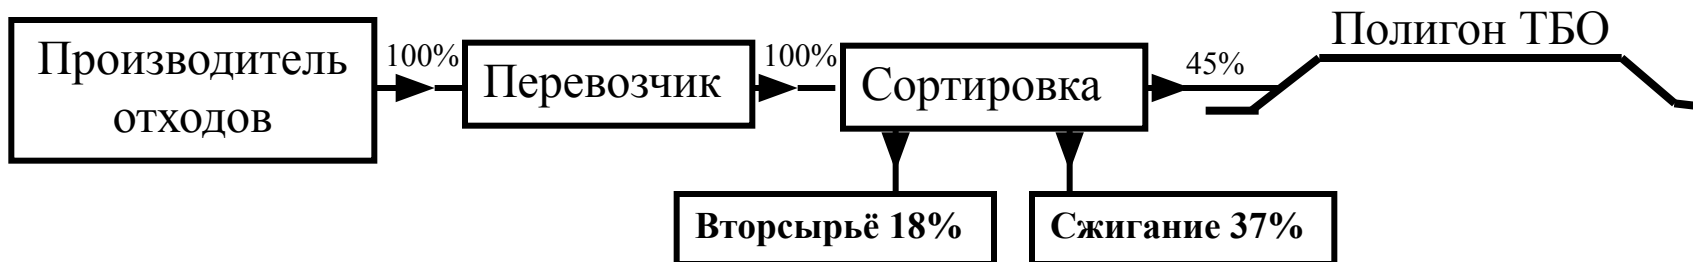 Производитель
отходов
100%
Перевозчик
100%
Сортировка
45%
Полигон ТБО
Вторсырьё 18%
Сжигание 37%